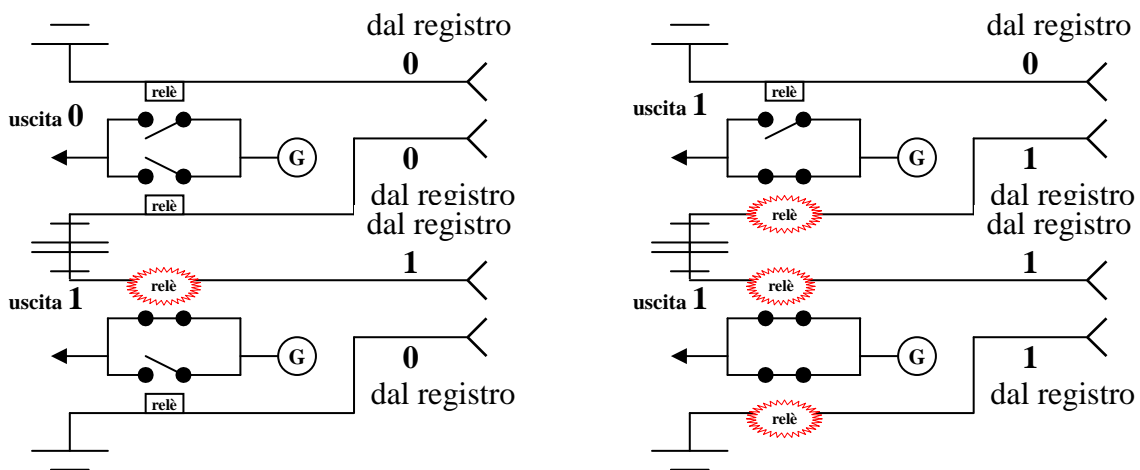 dal registro
0
relè
uscita 0
G
0
dal registro
relè
dal registro
0
relè
uscita 1
G
1
dal registro
relè
dal registro
1
relè
uscita 1
G
0
dal registro
relè
dal registro
1
relè
uscita 1
G
1
dal registro
relè